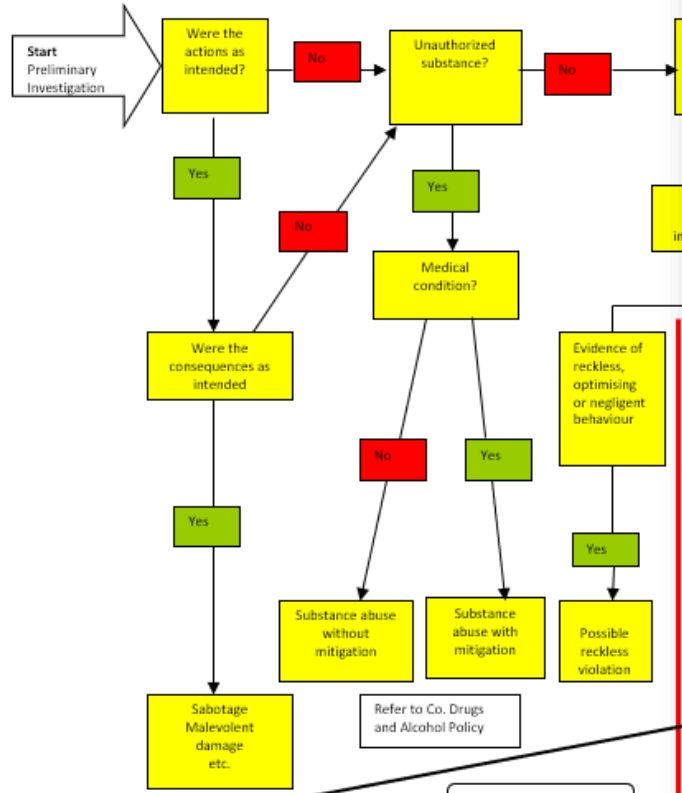 Start
Preliminary
Investigation
Were the
actions as
intended?
No
Unauthorized
substance?
No
Yes
Yes
No
Medical
condition?
Were the
consequences as
intended
Evidence of
reckless,
optimising
or negligent
behaviour
No
Yes
Yes
Yes
Substance abuse
without
mitigation
Substance
abuse with
mitigation
Possible
reckless
violation
Sabotage
Malevolent
damage
etc.
Refer to Co. Drugs
and Alcohol Policy